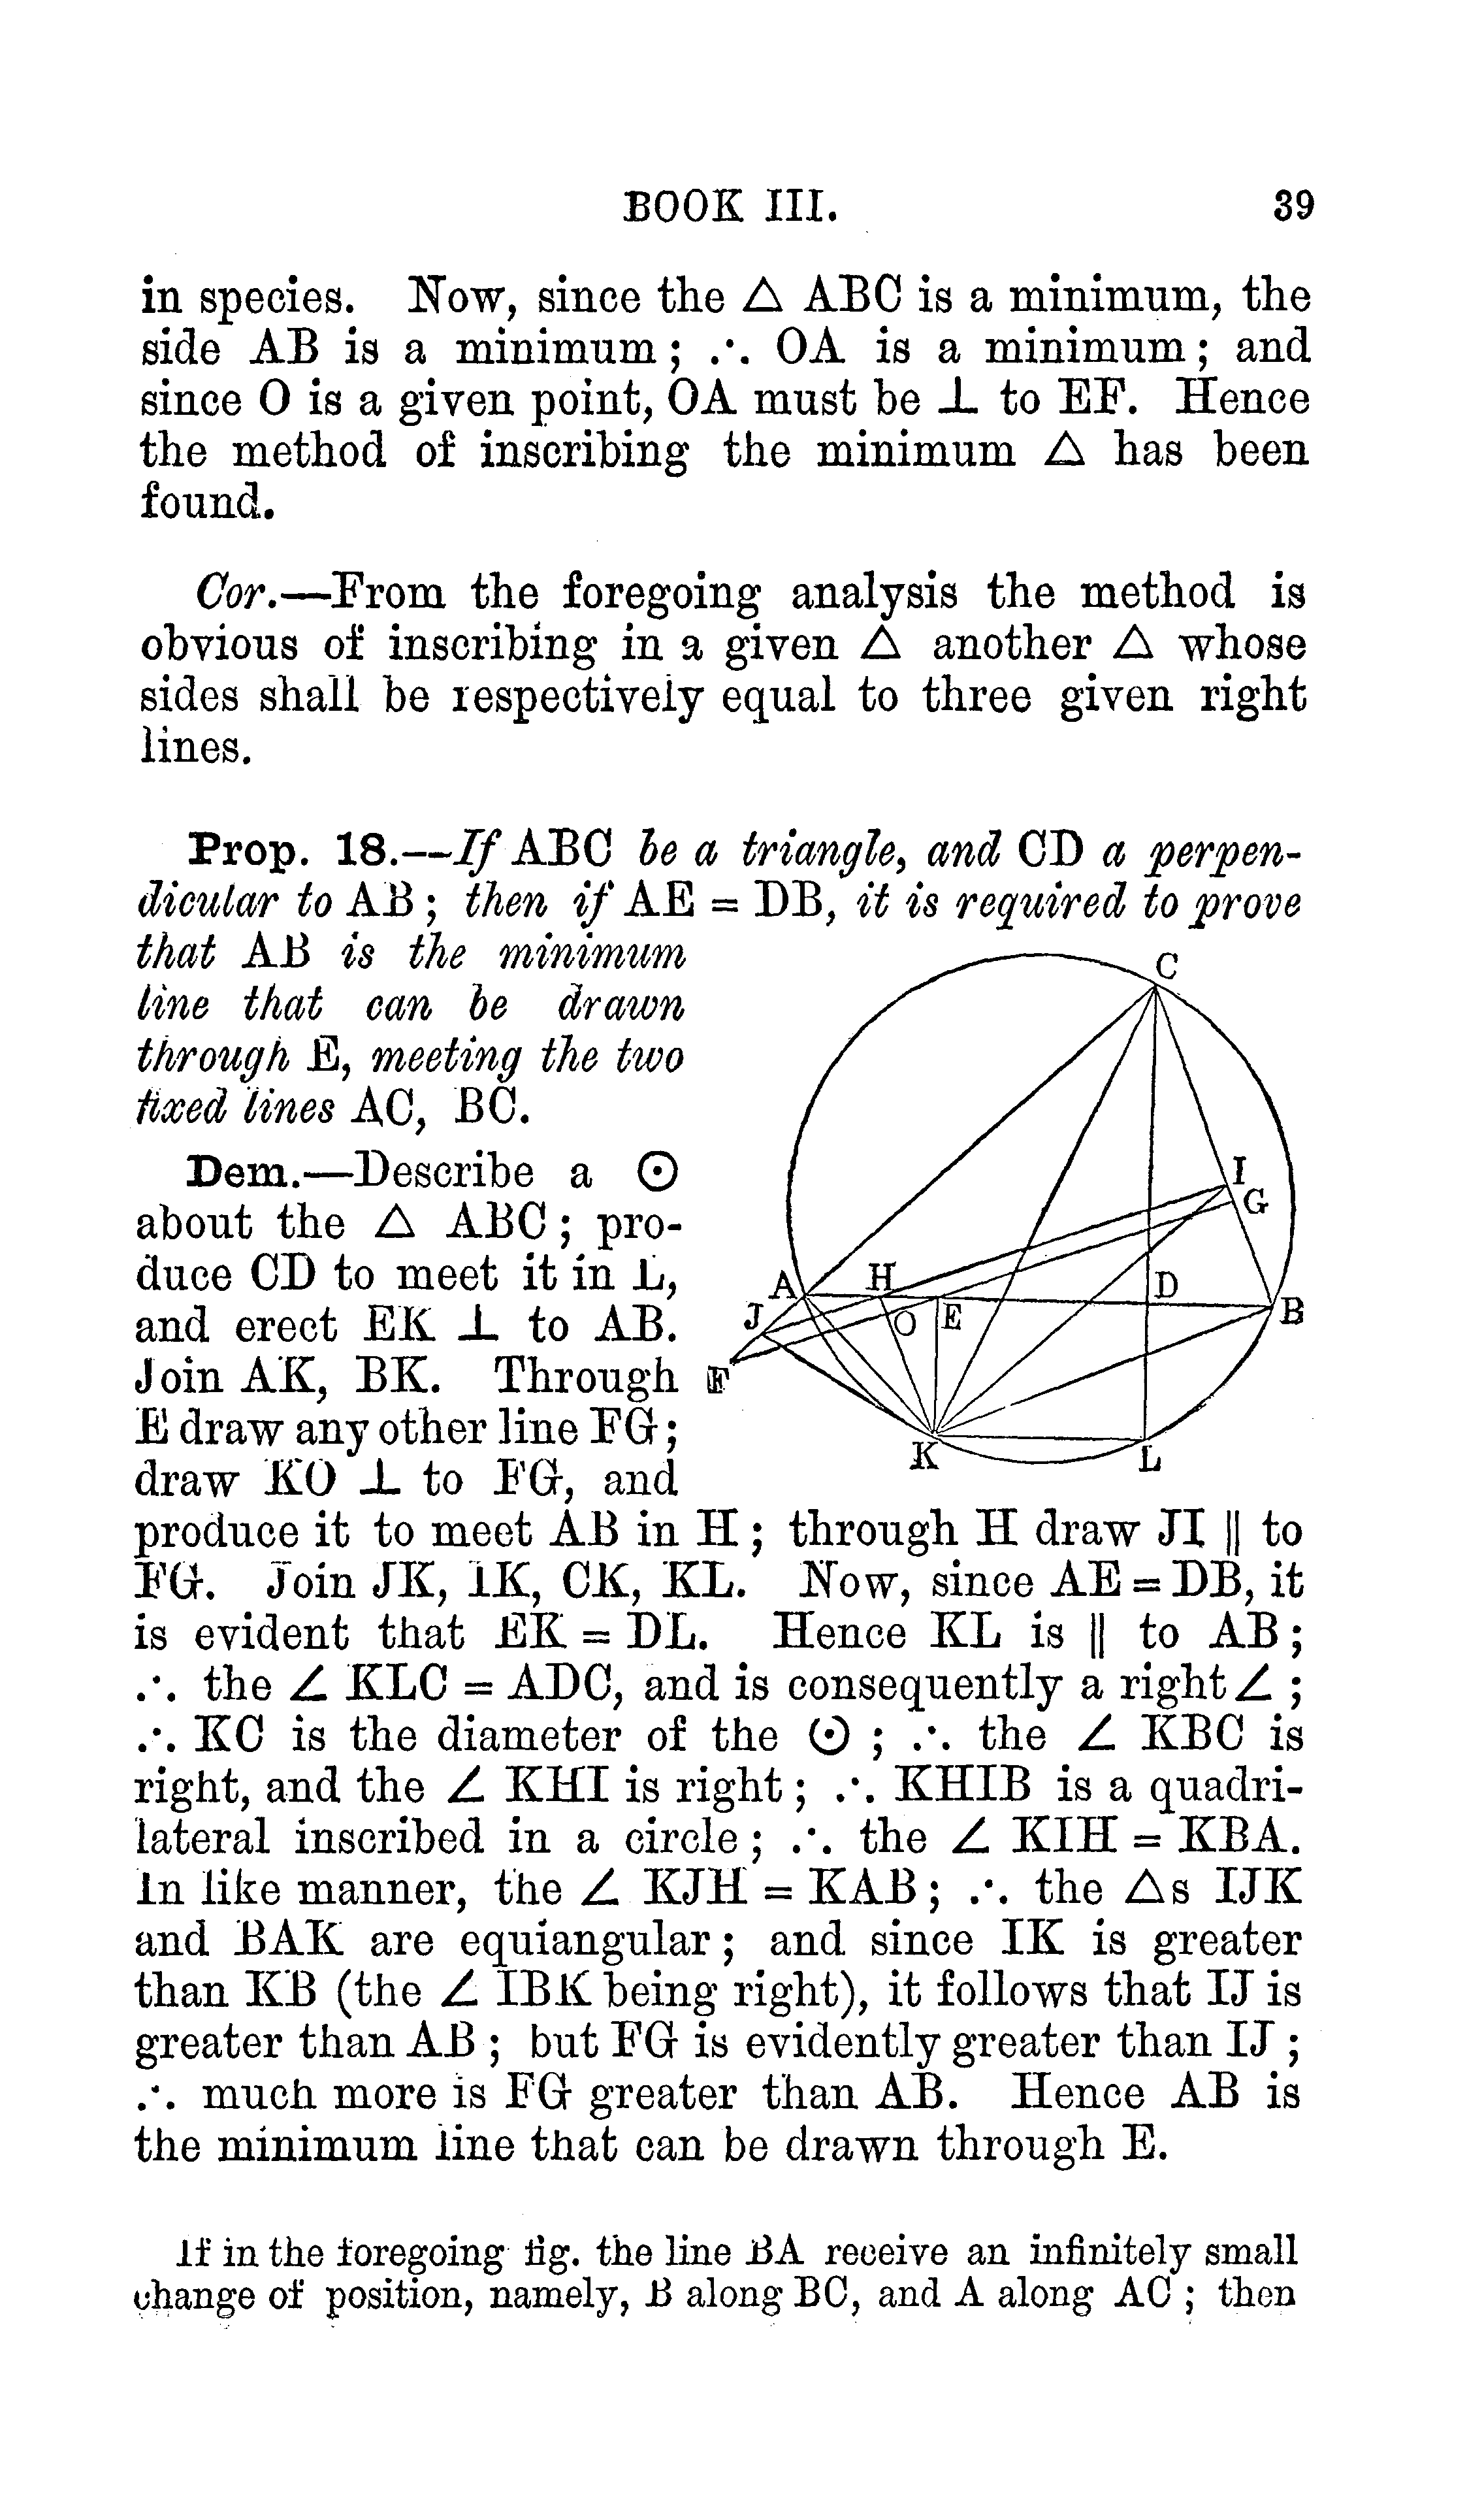 BOOK III. 39
in species. Now, since the △ ABC is a minimum, the
side AB is a minimum; ∴ OA is a minimum; and
since O is a given point, OA must be ⊥ to EF. Hence
the method of inscribing the minimum △ has been
found.
Cor.—From the foregoing analysis the method is
obvious of inscribing in a given △ another △ whose
sides shall be respectively equal to three given right
lines.
Prop. 18.—If ABC be a triangle, and CD a perpen-
dicular to AB; then if AE = DB, it is required to prove
that AB is the minimum
line that can be drawn
through E, meeting the two
fixed lines AC, BC.
Dem.—Describe a ⊙
about the △ ABC; pro-
duce CD to meet it in L,
and erect EK ⊥ to AB.
Join AK, BK. Through
E draw any other line FG;
draw KO ⊥ to FG, and
C
I
G
A
H
D
J
O
E
B
F
K
L
produce it to meet AB in H; through H draw JI || to
FG. Join JK, IK, CK, KL. Now, since AE = DB, it
is evident that EK = DL. Hence KL is || to AB;
∴ the ∠ KLC = ADC, and is consequently a right ∠;
∴ KC is the diameter of the ⊙; ∴ the ∠ KBC is
right, and the ∠ KHI is right; ∴ KHIB is a quadri-
lateral inscribed in a circle; ∴ the ∠ KIH = KBA.
In like manner, the ∠ KJH = KAB; ∴ the △s IJK
and BAK are equiangular; and since IK is greater
than KB (the ∠ IBK being right), it follows that IJ is
greater than AB; but FG is evidently greater than IJ;
∴ much more is FG greater than AB. Hence AB is
the minimum line that can be drawn through E.
If in the foregoing fig. the line BA receive an infinitely small
change of position, namely, B along BC, and A along AC; then